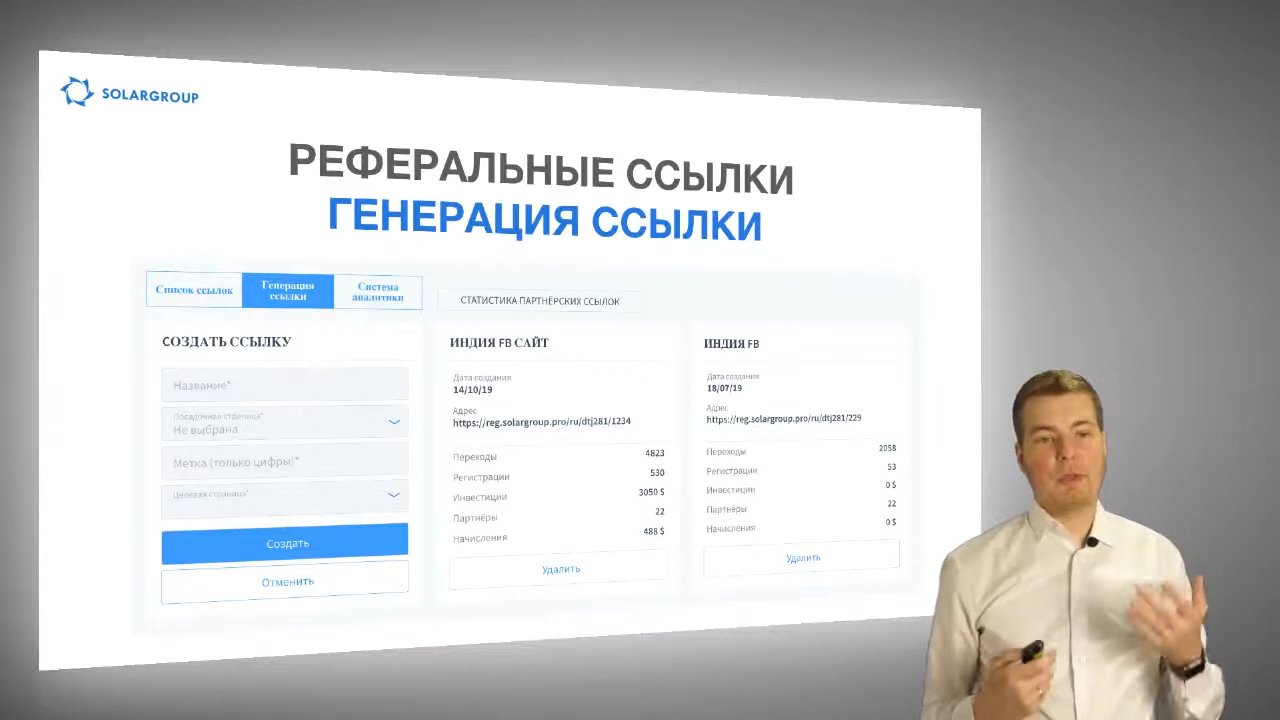 SOLARGROUP
РЕФЕРАЛЬНЫЕ ССЫЛКИ
ГЕНЕРАЦИЯ ССЫЛКИ
Список ссылок
Генерация
ссылки
Система
аналитики
СТАТИСТИКА ПАРТНЁРСКИХ ССЫЛОК
СОЗДАТЬ ССЫЛКУ
Название*
Посадочная страница*
Не выбрана
Метка (только цифры)*
Целевая страница*
Создать
Отменить
ИНДИЯ FB САЙТ
Дата создания
14/10/19
Адрес
https://reg.solargroup.pro/ru/dtj281/1234
Переходы 4823
Регистрации 530
Инвестиции 3050 $
Партнёры 22
Начисления 488 $
Удалить
ИНДИЯ FB
Дата создания
18/07/19
Адрес
https://reg.solargroup.pro/ru/dtj281/229
Переходы 2058
Регистрации 53
Инвестиции 0 $
Партнёры 22
Начисления 0 $
Удалить